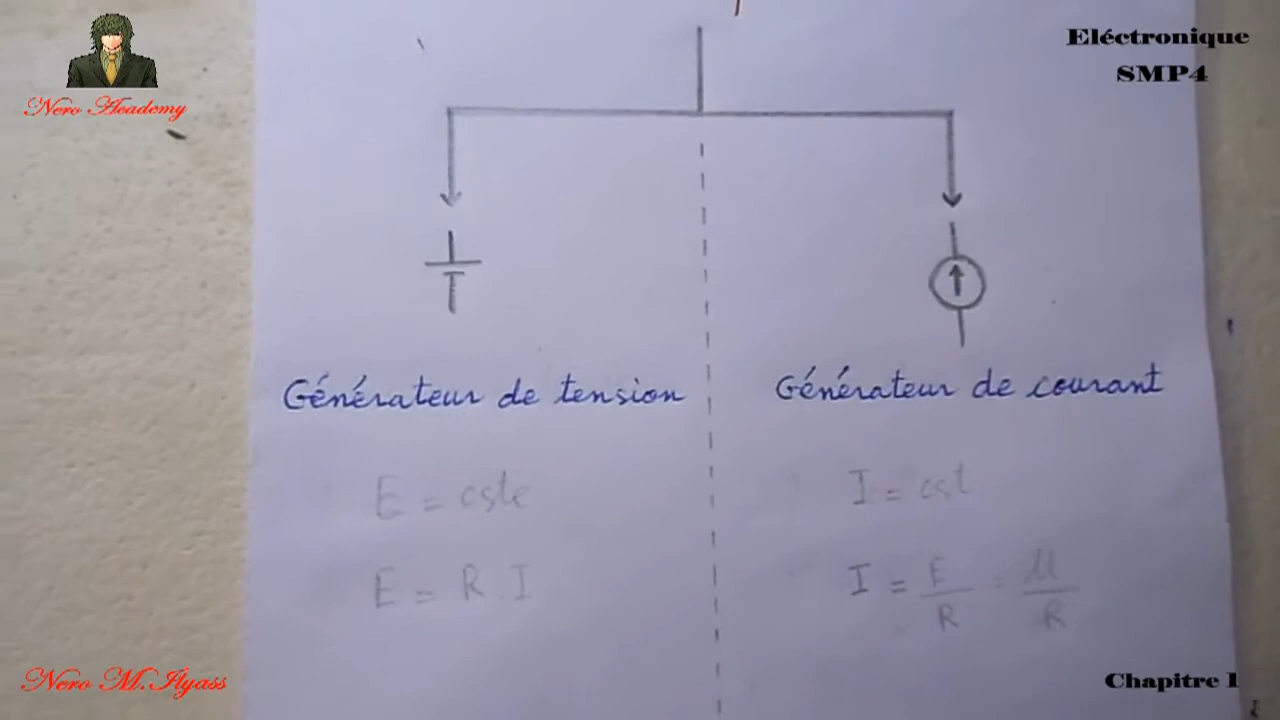 Nero Academy
Eléctronique
SMP4
Générateur de tension
Générateur de courant
E = cste
I = cst
E = R . I
I = E/R = U/R
Nero M.Ilyass
Chapitre 1